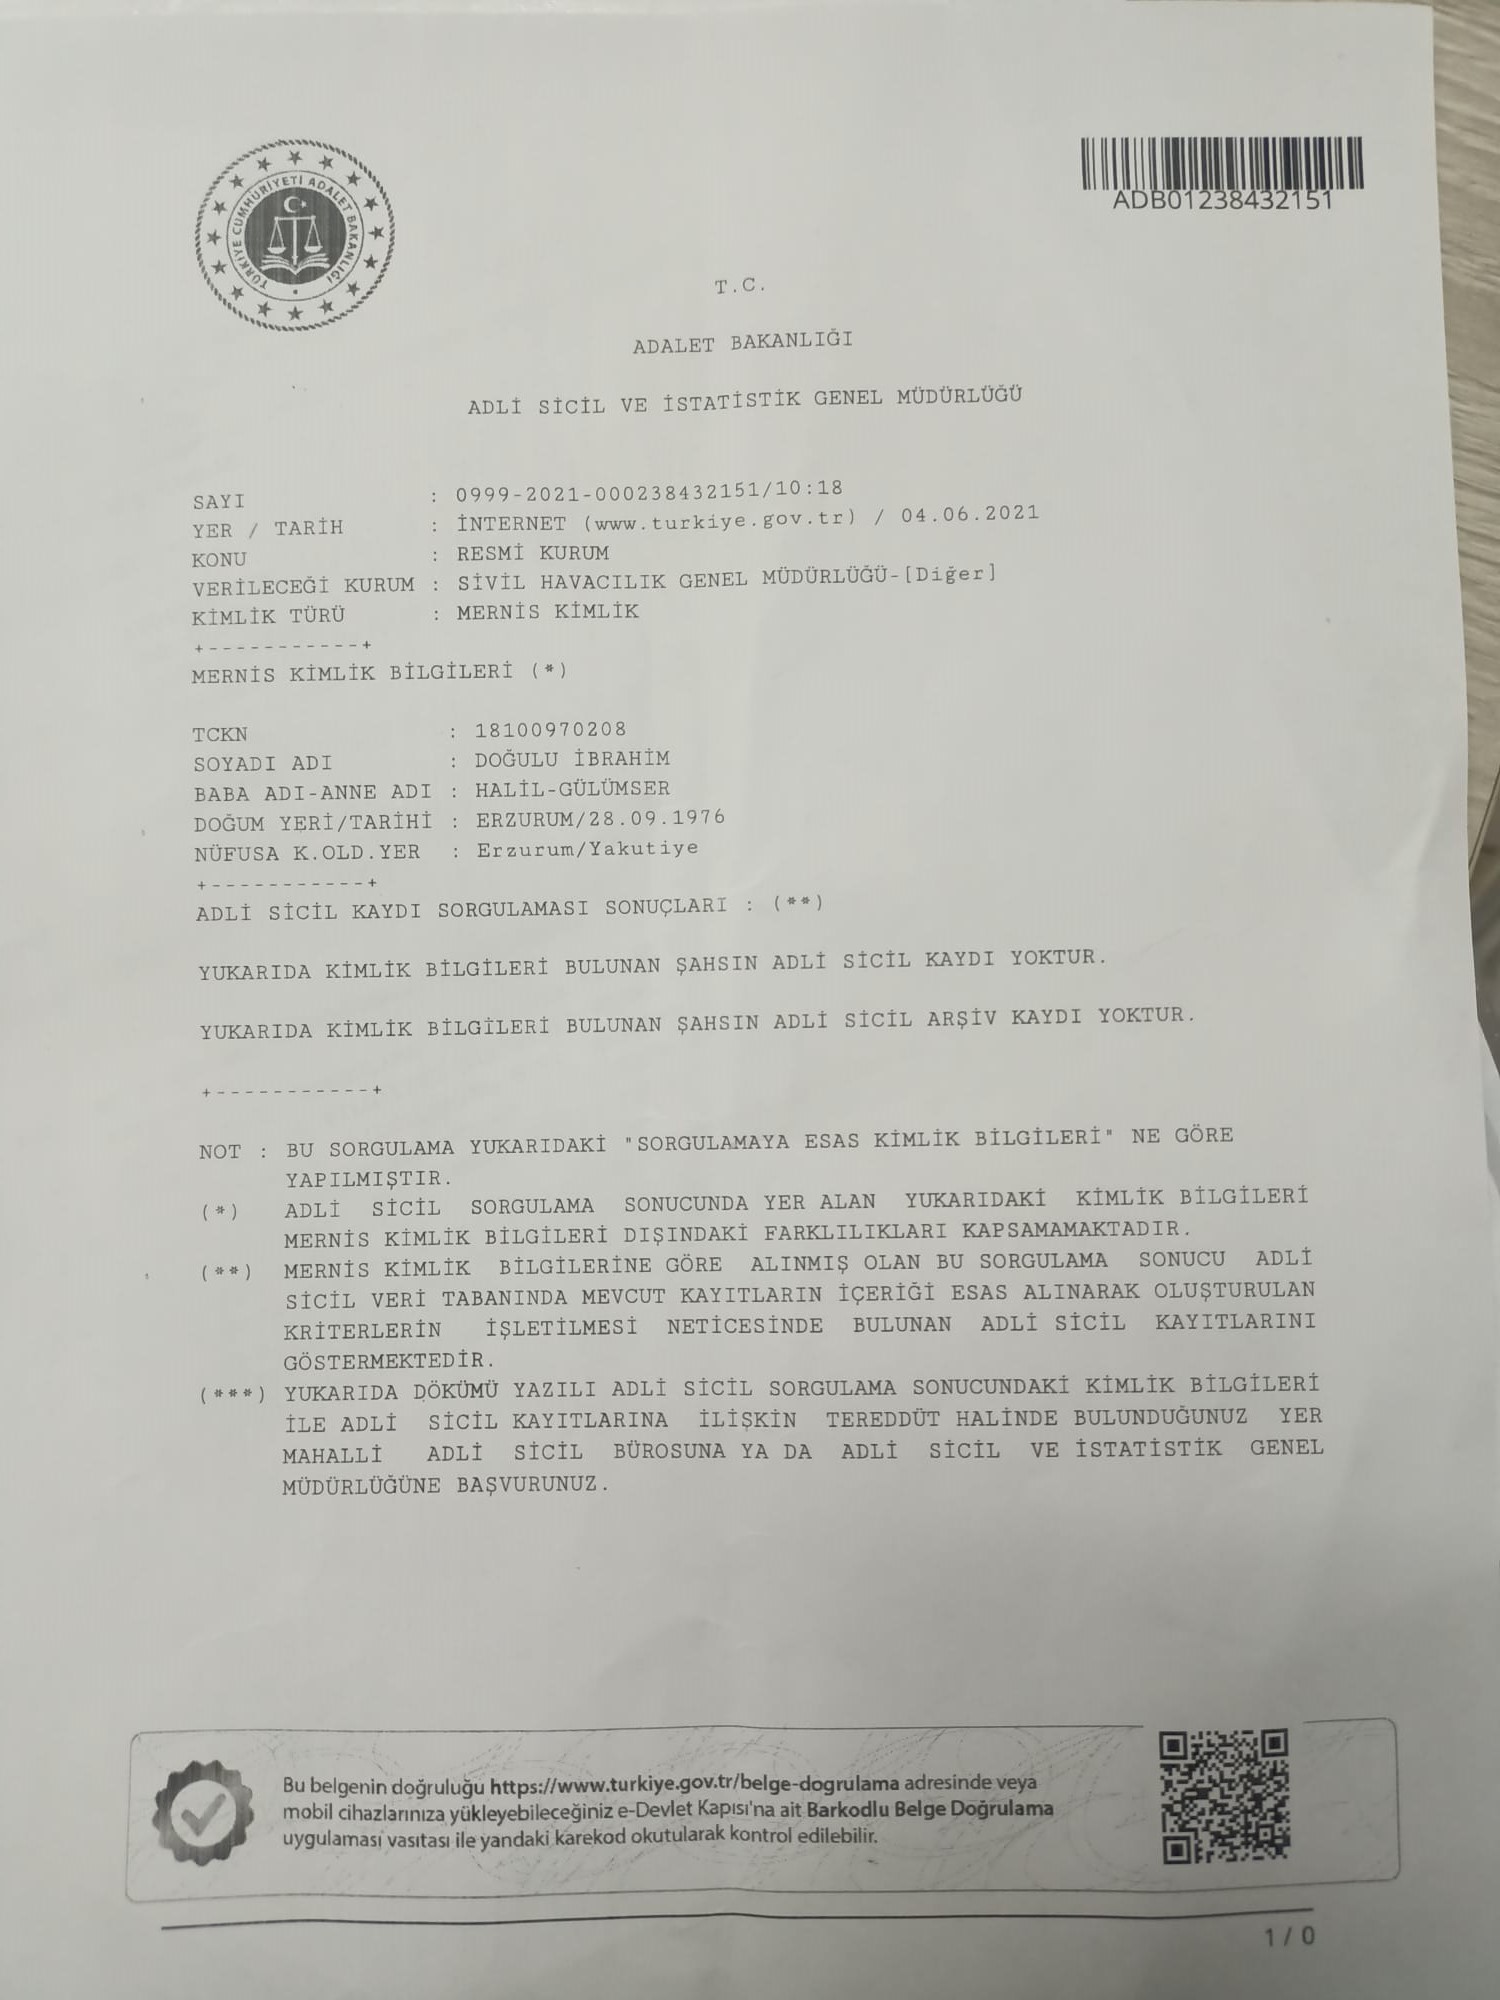 TÜRKİYE CUMHURİYETİ ADALET BAKANLIĞI
ADB01238432151
T.C.
ADALET BAKANLIĞI
ADLİ SİCİL VE İSTATİSTİK GENEL MÜDÜRLÜĞÜ
SAYI : 0999-2021-000238432151/10:18
YER / TARİH : İNTERNET (www.turkiye.gov.tr) / 04.06.2021
KONU : RESMİ KURUM
VERİLECEĞİ KURUM : SİVİL HAVACILIK GENEL MÜDÜRLÜĞÜ-[Diğer]
KİMLİK TÜRÜ : MERNİS KİMLİK
+-----------+
MERNİS KİMLİK BİLGİLERİ (*)
TCKN : 18100970208
SOYADI ADI : DOĞULU İBRAHİM
BABA ADI-ANNE ADI : HALİL-GÜLÜMSER
DOĞUM YERİ/TARİHİ : ERZURUM/28.09.1976
NÜFUSA K.OLD.YER : Erzurum/Yakutiye
+-----------+
ADLİ SİCİL KAYDI SORGULAMASI SONUÇLARI : (**)
YUKARIDA KİMLİK BİLGİLERİ BULUNAN ŞAHSIN ADLİ SİCİL KAYDI YOKTUR.
YUKARIDA KİMLİK BİLGİLERİ BULUNAN ŞAHSIN ADLİ SİCİL ARŞİV KAYDI YOKTUR.
+-----------+
NOT : BU SORGULAMA YUKARIDAKİ "SORGULAMAYA ESAS KİMLİK BİLGİLERİ" NE GÖRE
YAPILMIŞTIR.
(*) ADLİ SİCİL SORGULAMA SONUCUNDA YER ALAN YUKARIDAKİ KİMLİK BİLGİLERİ
MERNİS KİMLİK BİLGİLERİ DIŞINDAKİ FARKLILIKLARI KAPSAMAMAKTADIR.
(**) MERNİS KİMLİK BİLGİLERİNE GÖRE ALINMIŞ OLAN BU SORGULAMA SONUCU ADLİ
SİCİL VERİ TABANINDA MEVCUT KAYITLARIN İÇERİĞİ ESAS ALINARAK OLUŞTURULAN
KRİTERLERİN İŞLETİLMESİ NETİCESİNDE BULUNAN ADLİ SİCİL KAYITLARINI
GÖSTERMEKTEDİR.
(***) YUKARIDA DÖKÜMÜ YAZILI ADLİ SİCİL SORGULAMA SONUCUNDAKİ KİMLİK BİLGİLERİ
İLE ADLİ SİCİL KAYITLARINA İLİŞKİN TEREDDÜT HALİNDE BULUNDUĞUNUZ YER
MAHALLİ ADLİ SİCİL BÜROSUNA YA DA ADLİ SİCİL VE İSTATİSTİK GENEL
MÜDÜRLÜĞÜNE BAŞVURUNUZ.
Bu belgenin doğruluğu https://www.turkiye.gov.tr/belge-dogrulama adresinde veya
mobil cihazlarınıza yükleyebileceğiniz e-Devlet Kapısı'na ait Barkodlu Belge Doğrulama
uygulaması vasıtası ile yandaki karekod okutularak kontrol edilebilir.
1 / 0